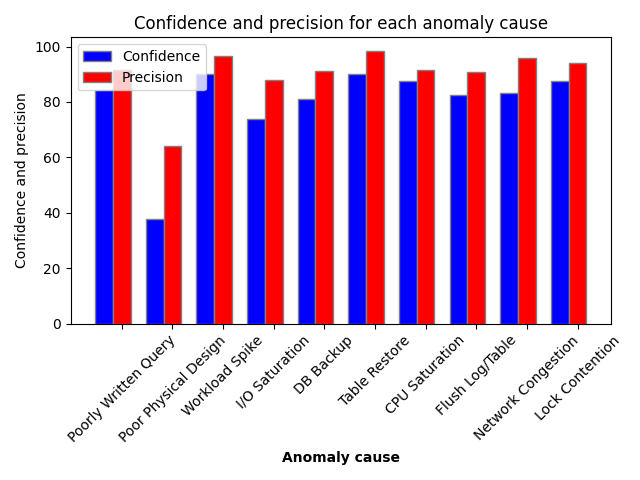 Confidence and precision for each anomaly cause
Confidence
Precision
Confidence and precision
100
80
60
40
20
0
Poorly Written Query
Poor Physical Design
Workload Spike
I/O Saturation
DB Backup
Table Restore
CPU Saturation
Flush Log/Table
Network Congestion
Lock Contention
Anomaly cause